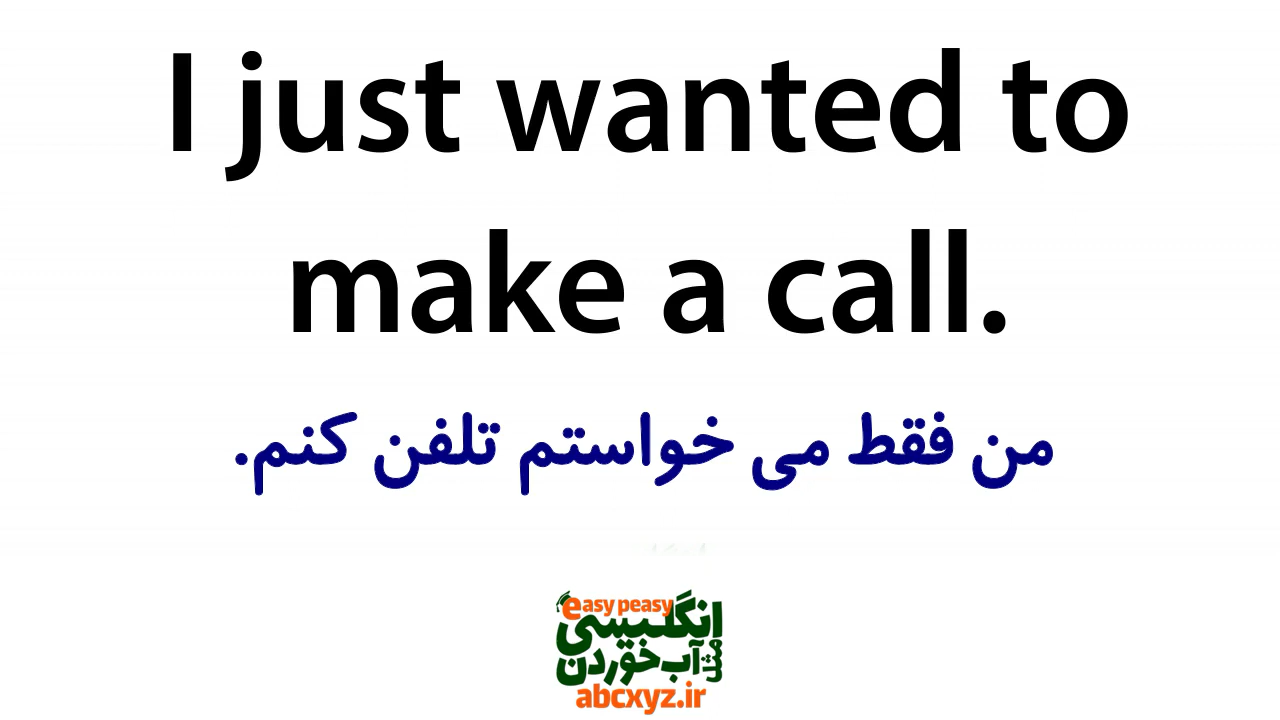 I just wanted to
make a call.
من فقط می خواستم تلفن کنم.
easy peasy
انگلیسی
مثل آب خوردن
abcxyz.ir